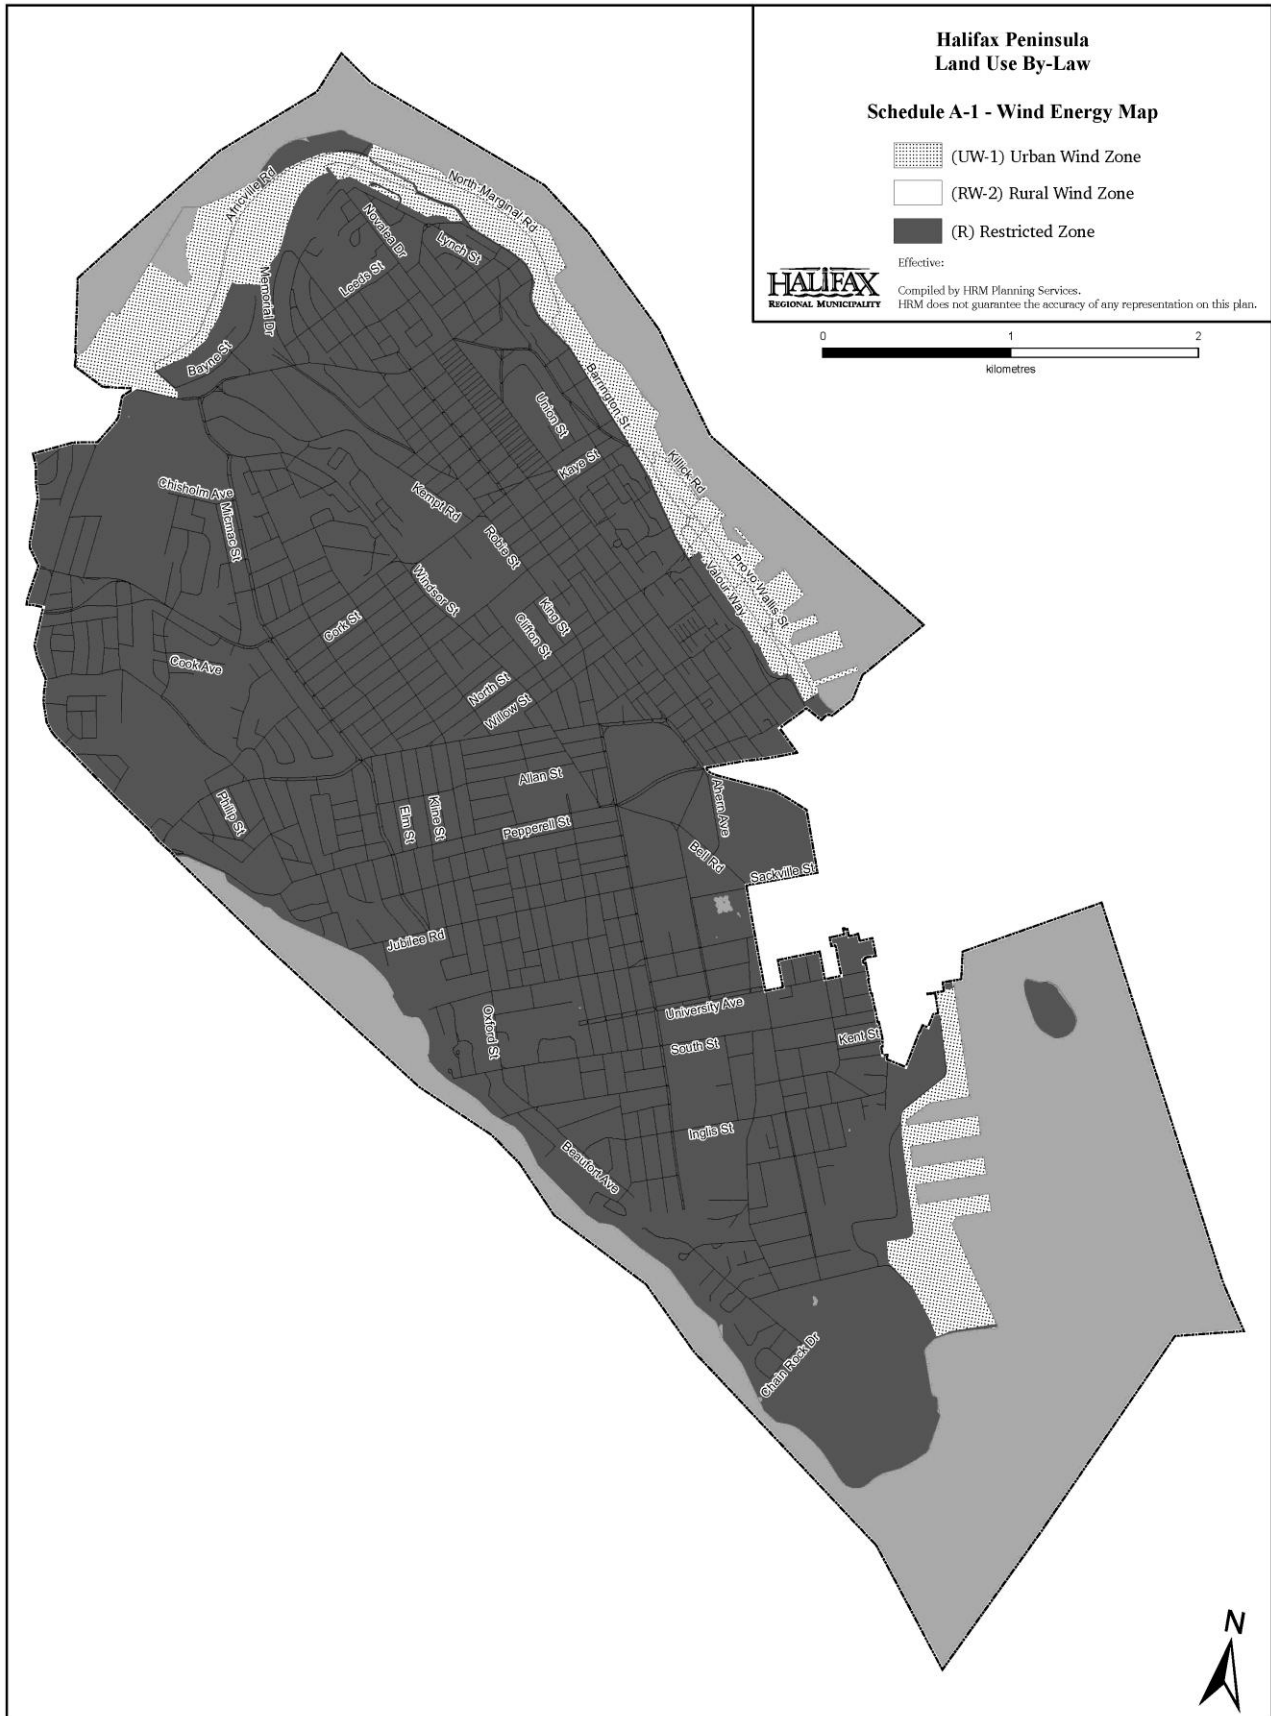 Halifax Peninsula
Land Use By-Law
Schedule A-1 - Wind Energy Map
(UW-1) Urban Wind Zone
(RW-2) Rural Wind Zone
(R) Restricted Zone
Effective:
HALIFAX
REGIONAL MUNICIPALITY
Compiled by HRM Planning Services.
HRM does not guarantee the accuracy of any representation on this plan.
0 1 2
kilometres
Africville Rd
North Marginal Rd
Novalea Dr
Lynch St
Leeds St
Memorial Dr
Bayne St
Barrington St
Union St
Kaye St
Killick Rd
Chisholm Ave
Micmac St
Kempt Rd
Robie St
Windsor St
Provo Wallis St
Valour Way
King St
Clifton St
Cork St
Cook Ave
North St
Willow St
Allan St
Ahern Ave
Philip St
Elm St
Kline St
Pepperell St
Bell Rd
Sackville St
Jubilee Rd
University Ave
Oxford St
South St
Kent St
Inglis St
Beaufort Ave
Chain Rock Dr
N